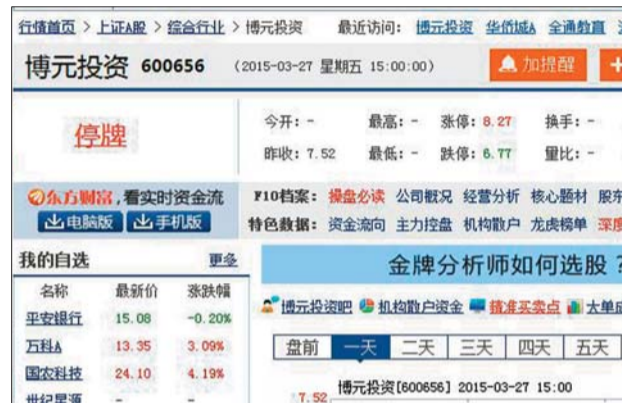 行情首页 > 上证A股 > 综合行业 > 博元投资 最近访问: 博元投资 华侨城A 全通教育
博元投资 600656 (2015-03-27 星期五 15:00:00) 加提醒 +
停牌
今开: - 最高: - 涨停: 8.27 换手: -
昨收: 7.52 最低: - 跌停: 6.77 量比: -
东方财富,看实时资金流
电脑版 手机版
F10档案: 操盘必读 公司概况 经营分析 核心题材 股东
特色数据: 资金流向 主力控盘 机构散户 龙虎榜单 深度
我的自选 更多
名称 最新价 涨跌幅
平安银行 15.08 -0.20%
万科A 13.35 3.09%
国农科技 24.10 4.19%
世纪星源 - -
金牌分析师如何选股?
博元投资吧 机构散户资金 精准买卖点 大单成
盘前 一天 二天 三天 四天 五天
博元投资[600656] 2015-03-27 15:00
7.52